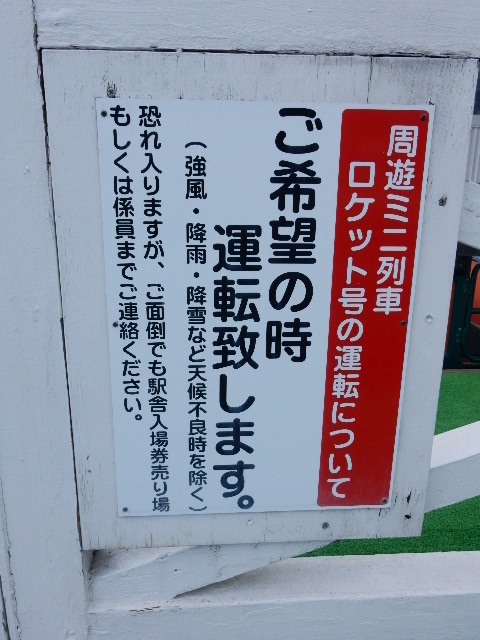 周遊ミニ列車
ロケット号の運転について
ご希望の時
運転致します。
(強風・降雨・降雪など天候不良時を除く)
恐れ入りますが、ご面倒でも駅舎入場券売り場
もしくは係員までご連絡ください。